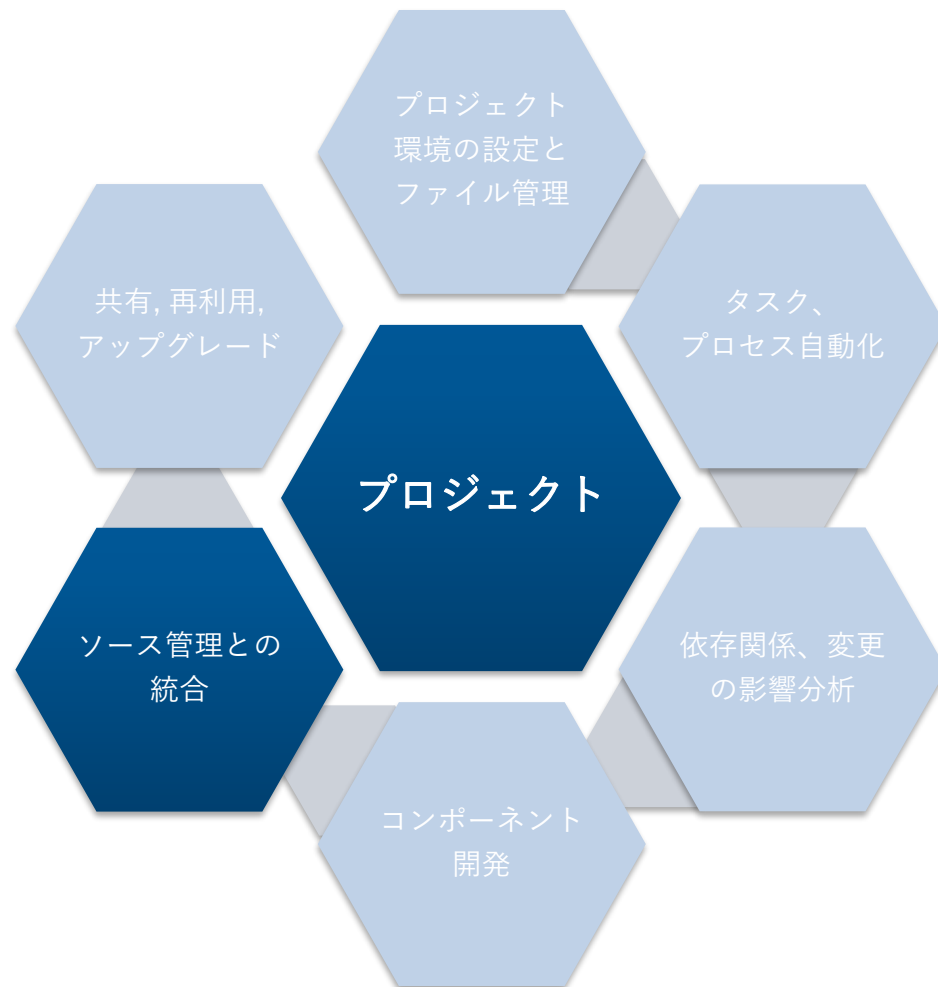 プロジェクト
環境の設定と
ファイル管理
共有, 再利用,
アップグレード
タスク、
プロセス自動化
プロジェクト
ソース管理との
統合
依存関係、変更
の影響分析
コンポーネント
開発